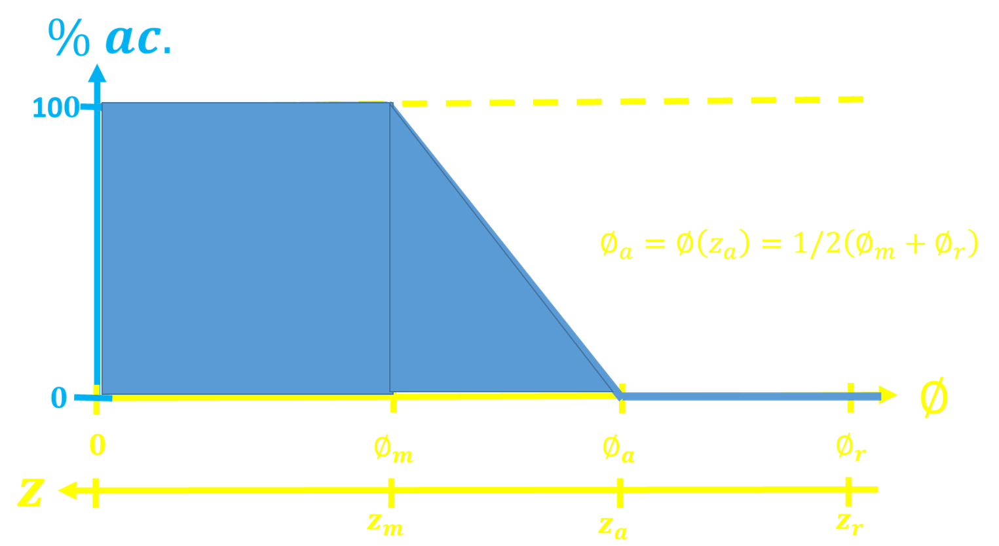 % ac.
100
∅ₐ = ∅(zₐ) = 1/2(∅ₘ + ∅ᵣ)
0
∅
0 ∅ₘ ∅ₐ ∅ᵣ
z
zₘ zₐ zᵣ